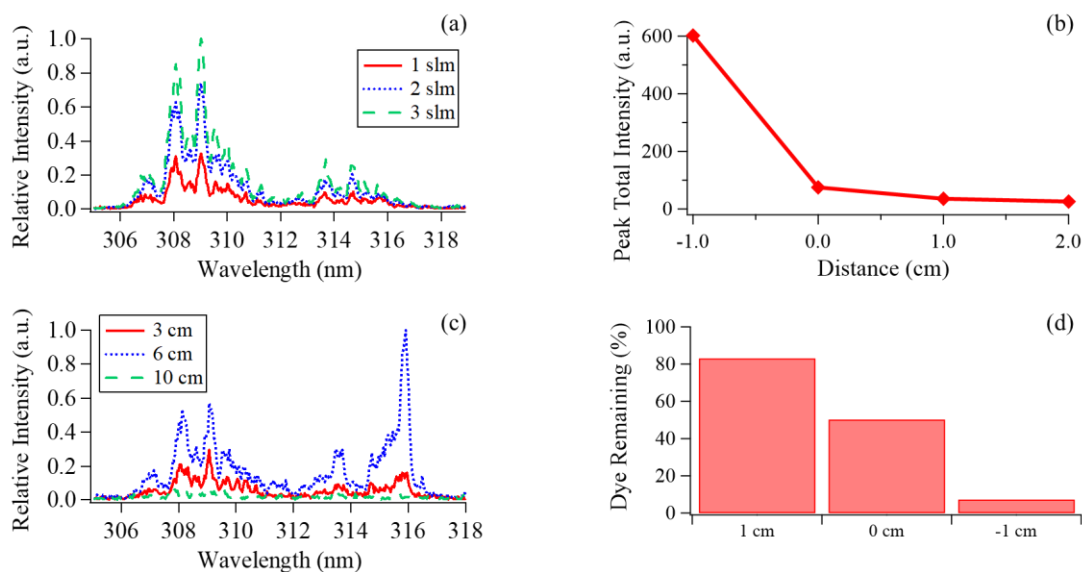 (a)
Relative Intensity (a.u.)
1.0
0.8
0.6
0.4
0.2
0.0
1 slm
2 slm
3 slm
306 308 310 312 314 316 318
Wavelength (nm)
(b)
Peak Total Intensity (a.u.)
600
400
200
0
-1.0 0.0 1.0 2.0
Distance (cm)
(c)
Relative Intensity (a.u.)
1.0
0.8
0.6
0.4
0.2
0.0
3 cm
6 cm
10 cm
306 308 310 312 314 316 318
Wavelength (nm)
(d)
Dye Remaining (%)
100
80
60
40
20
0
1 cm 0 cm -1 cm